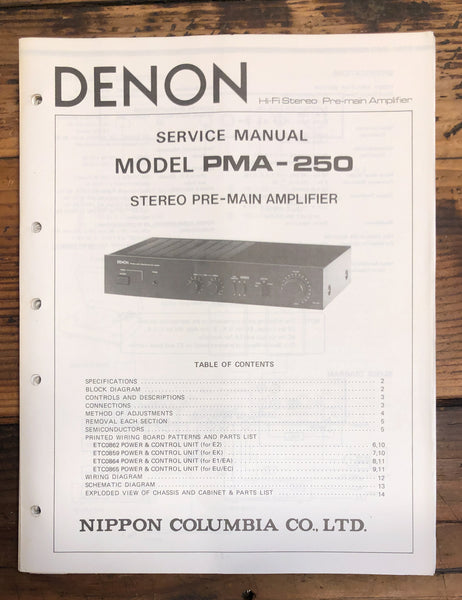 DENON
Hi-Fi Stereo Pre-main Amplifier
SERVICE MANUAL
MODEL PMA-250
STEREO PRE-MAIN AMPLIFIER
DENON
TABLE OF CONTENTS
SPECIFICATIONS 2
BLOCK DIAGRAM 2
CONTROLS AND DESCRIPTIONS 3
CONNECTIONS 3
METHOD OF ADJUSTMENTS 4
REMOVAL EACH SECTION 5
SEMICONDUCTORS 5
PRINTED WIRING BOARD PATTERNS AND PARTS LIST
ETC0862 POWER & CONTROL UNIT (for E2) 6,10
ETC0859 POWER & CONTROL UNIT (for EK) 7,10
ETC0864 POWER & CONTROL UNIT (for E1/EA) 8,11
ETC0865 POWER & CONTROL UNIT (for EU/EC) 9,11
WIRING DIAGRAM 12
SCHEMATIC DIAGRAM 13
EXPLODED VIEW OF CHASSIS AND CABINET & PARTS LIST 14
NIPPON COLUMBIA CO., LTD.